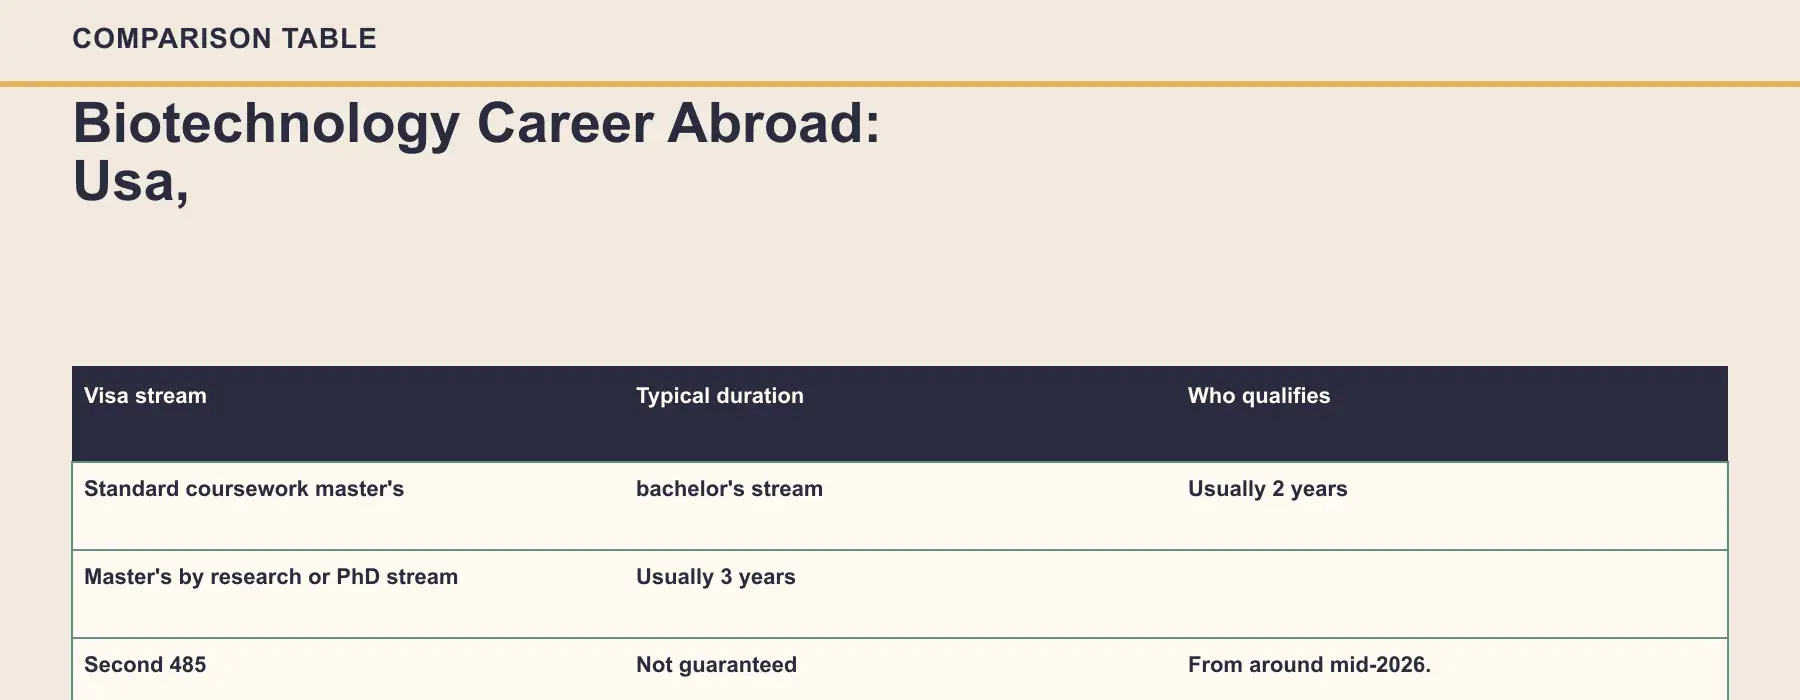 COMPARISON TABLE
Biotechnology Career Abroad:
Usa,
Visa stream Typical duration Who qualifies
Standard coursework master's bachelor's stream Usually 2 years
Master's by research or PhD stream Usually 3 years
Second 485 Not guaranteed From around mid-2026.